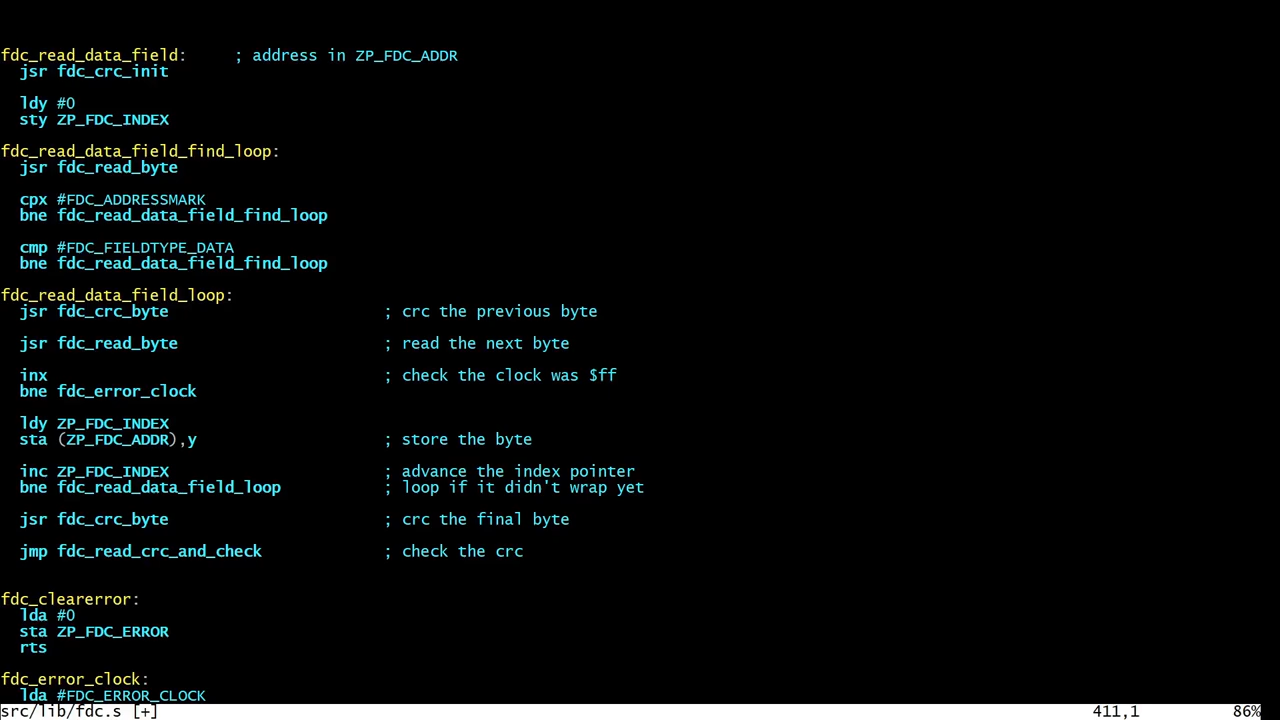 fdc_read_data_field:     ; address in ZP_FDC_ADDR
  jsr fdc_crc_init
  ldy #0
  sty ZP_FDC_INDEX
fdc_read_data_field_find_loop:
  jsr fdc_read_byte
  cpx #FDC_ADDRESSMARK
  bne fdc_read_data_field_find_loop
  cmp #FDC_FIELDTYPE_DATA
  bne fdc_read_data_field_find_loop
fdc_read_data_field_loop:
  jsr fdc_crc_byte                       ; crc the previous byte
  jsr fdc_read_byte                      ; read the next byte
  inx                                    ; check the clock was $ff
  bne fdc_error_clock
  ldy ZP_FDC_INDEX
  sta (ZP_FDC_ADDR),y                    ; store the byte
  inc ZP_FDC_INDEX                       ; advance the index pointer
  bne fdc_read_data_field_loop           ; loop if it didn't wrap yet
  jsr fdc_crc_byte                       ; crc the final byte
  jmp fdc_read_crc_and_check             ; check the crc
fdc_clearerror:
  lda #0
  sta ZP_FDC_ERROR
  rts
fdc_error_clock:
  lda #FDC_ERROR_CLOCK
src/lib/fdc.s [+] 411,1 86%